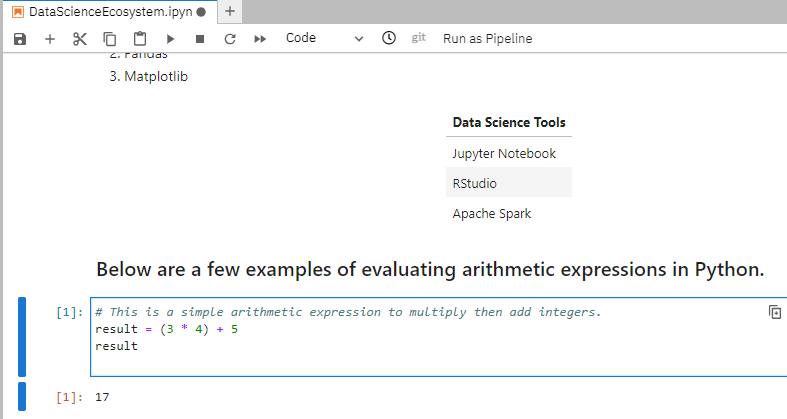 DataScienceEcosystem.ipyn
Code
git
Run as Pipeline
2. Pandas
3. Matplotlib
Data Science Tools
Jupyter Notebook
RStudio
Apache Spark
Below are a few examples of evaluating arithmetic expressions in Python.
[1]: # This is a simple arithmetic expression to multiply then add integers.
result = (3 * 4) + 5
result
[1]: 17